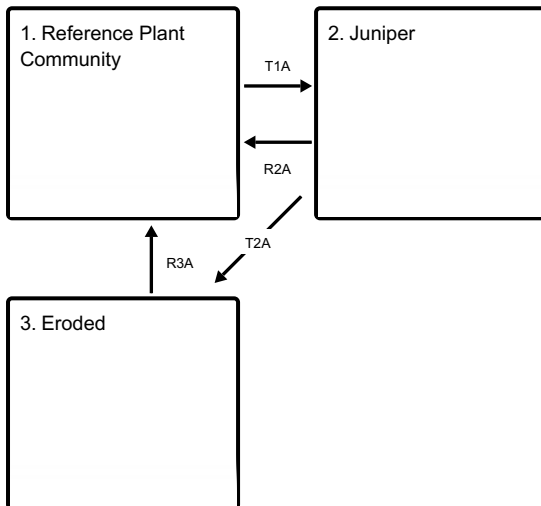 1. Reference Plant
Community
2. Juniper
T1A
R2A
T2A
R3A
3. Eroded